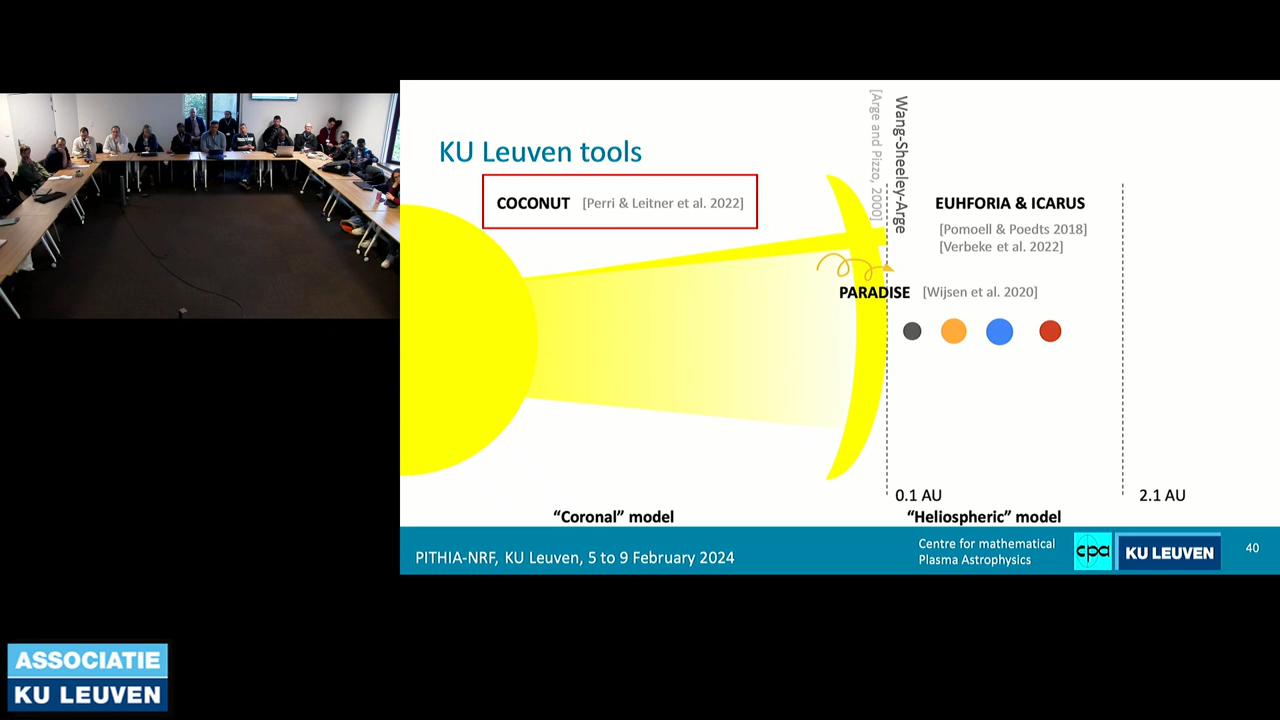 KU Leuven tools
COCONUT [Perri & Leitner et al. 2022]
[Arge and Pizzo, 2000]
Wang-Sheeley-Arge
EUHFORIA & ICARUS
[Pomoell & Poedts 2018]
[Verbeke et al. 2022]
PARADISE [Wijsen et al. 2020]
0.1 AU
2.1 AU
“Coronal” model
“Heliospheric” model
PITHIA-NRF, KU Leuven, 5 to 9 February 2024
Centre for mathematical
Plasma Astrophysics
cpa
KU LEUVEN
40
ASSOCIATIE
KU LEUVEN